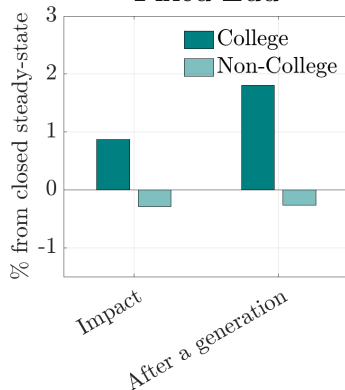 3
2
1
0
-1
% from closed steady-state
College
Non-College
Impact
After a generation